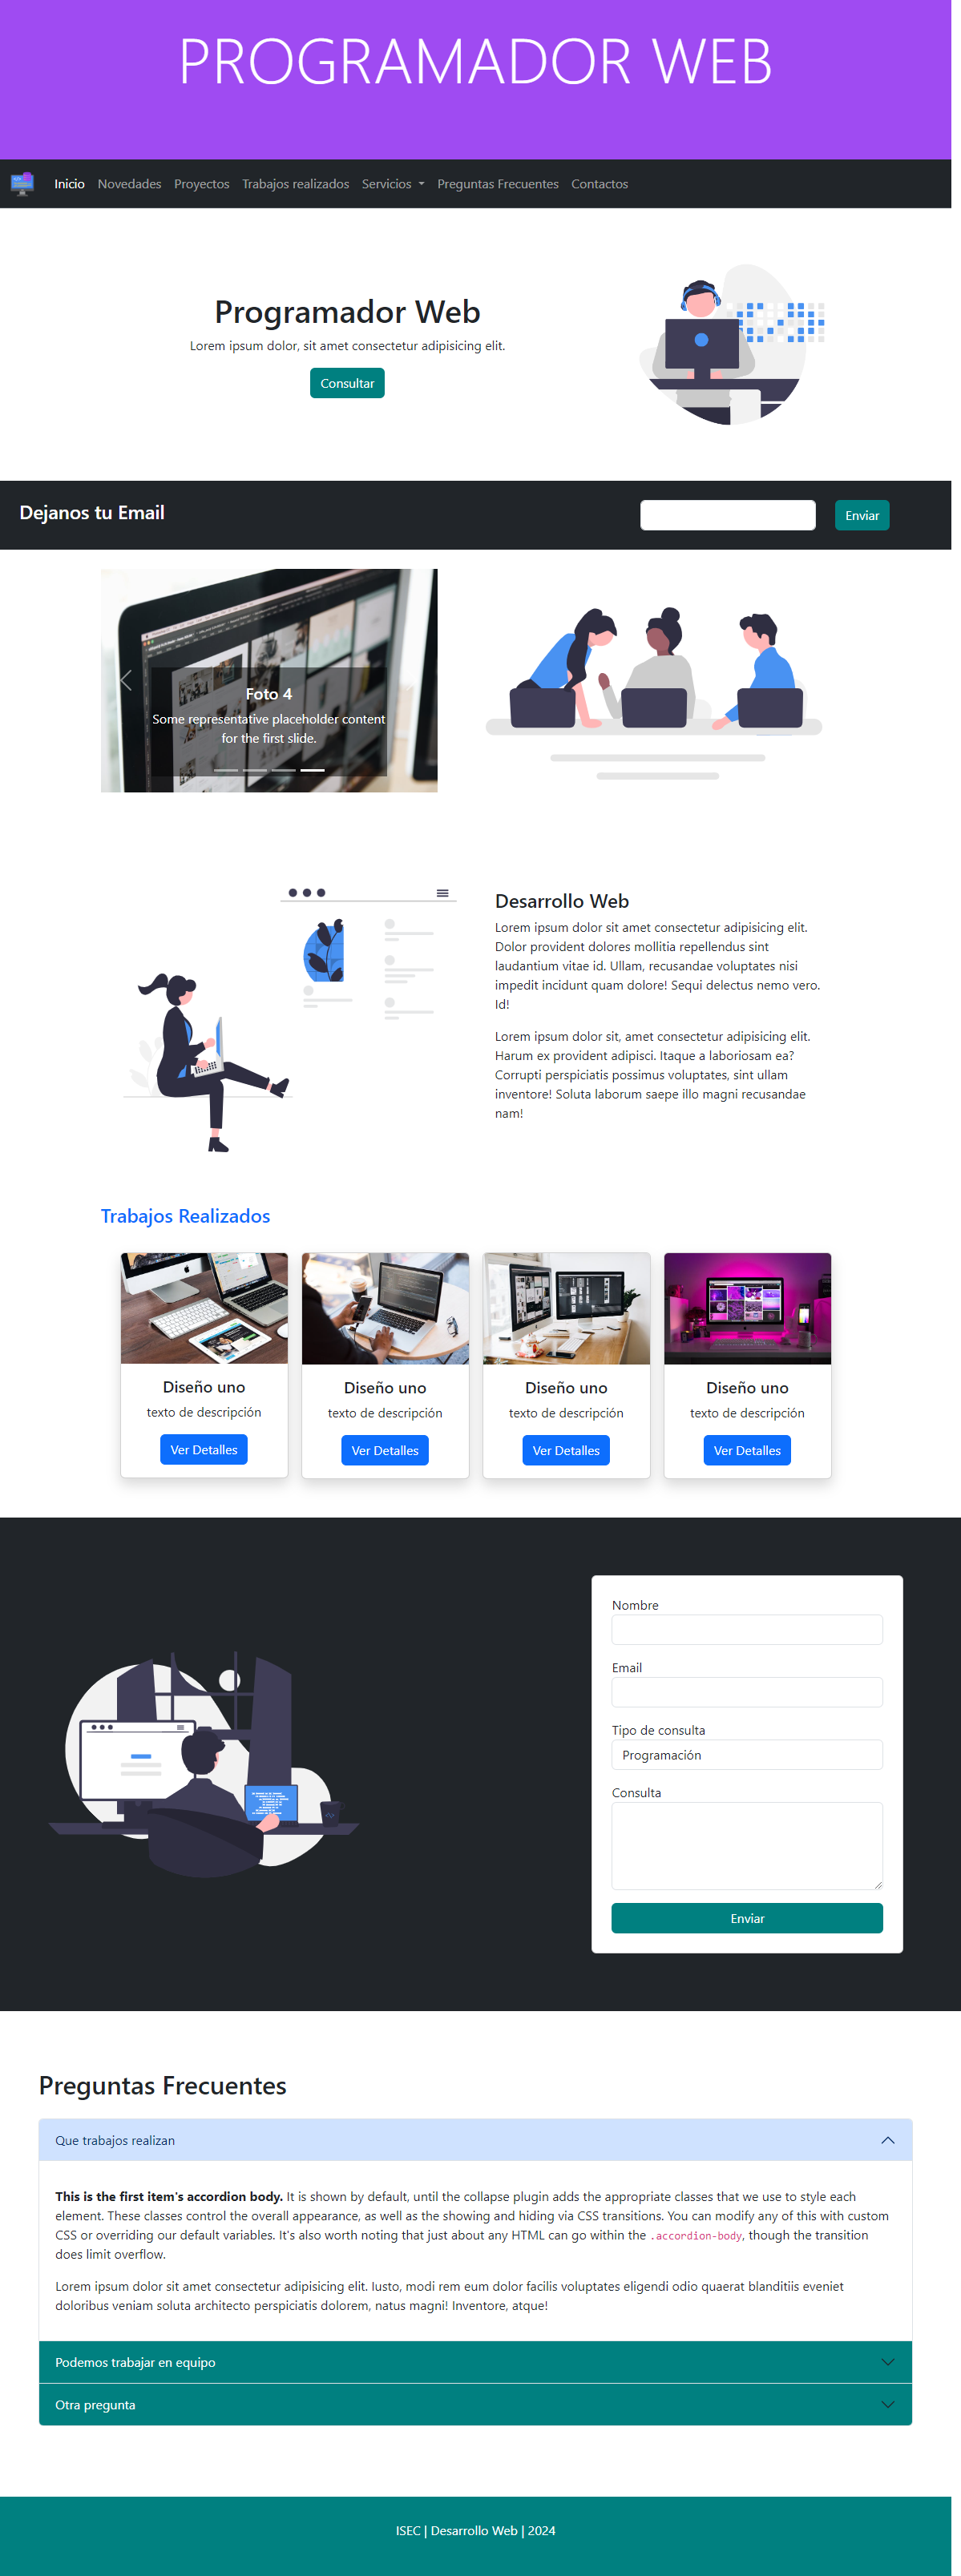 PROGRAMADOR WEB
Inicio Novedades Proyectos Trabajos realizados Servicios Preguntas Frecuentes Contactos
Programador Web
Lorem ipsum dolor, sit amet consectetur adipisicing elit.
Consultar
Dejanos tu Email
Enviar
Foto 4
Some representative placeholder content
for the first slide.
Desarrollo Web
Lorem ipsum dolor sit amet consectetur adipisicing elit.
Dolor provident dolores mollitia repellendus sint
laudantium vitae id. Ullam, recusandae voluptates nisi
impedit incidunt quam dolore! Sequi delectus nemo vero.
Id!
Lorem ipsum dolor sit, amet consectetur adipisicing elit.
Harum ex provident adipisci. Itaque a laboriosam ea?
Corrupti perspiciatis possimus voluptates, sint ullam
inventore! Soluta laborum saepe illo magni recusandae
nam!
Trabajos Realizados
Diseño uno
texto de descripción
Ver Detalles
Diseño uno
texto de descripción
Ver Detalles
Diseño uno
texto de descripción
Ver Detalles
Diseño uno
texto de descripción
Ver Detalles
Nombre
Email
Tipo de consulta
Programación
Consulta
Enviar
Preguntas Frecuentes
Que trabajos realizan
This is the first item's accordion body. It is shown by default, until the collapse plugin adds the appropriate classes that we use to style each
element. These classes control the overall appearance, as well as the showing and hiding via CSS transitions. You can modify any of this with custom
CSS or overriding our default variables. It's also worth noting that just about any HTML can go within the .accordion-body, though the transition
does limit overflow.
Lorem ipsum dolor sit amet consectetur adipisicing elit. Iusto, modi rem eum dolor facilis voluptates eligendi odio quaerat blanditiis eveniet
doloribus veniam soluta architecto perspiciatis dolorem, natus magni! Inventore, atque!
Podemos trabajar en equipo
Otra pregunta
ISEC | Desarrollo Web | 2024